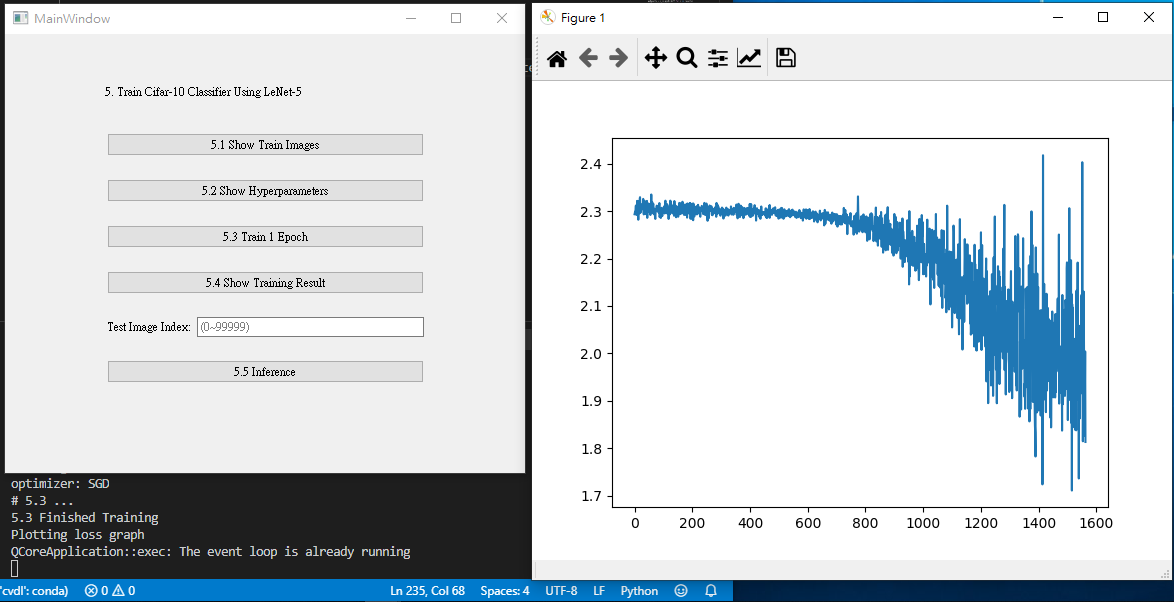 MainWindow
5. Train Cifar-10 Classifier Using LeNet-5
5.1 Show Train Images
5.2 Show Hyperparameters
5.3 Train 1 Epoch
5.4 Show Training Result
Test Image Index: (0~99999)
5.5 Inference
optimizer: SGD
# 5.3 ...
5.3 Finished Training
Plotting loss graph
QCoreApplication::exec: The event loop is already running
'cvdl': conda) 0 0 Ln 235, Col 68 Spaces: 4 UTF-8 LF Python
Figure 1
2.4
2.3
2.2
2.1
2.0
1.9
1.8
1.7
0 200 400 600 800 1000 1200 1400 1600